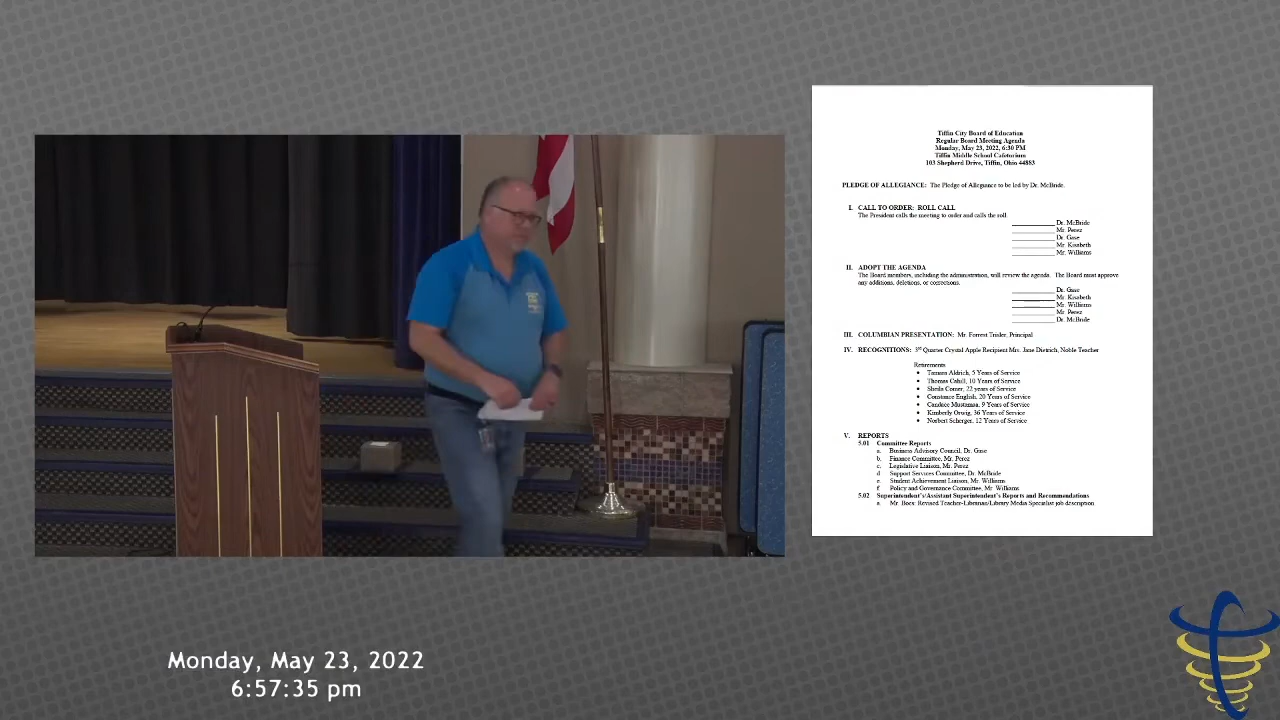 Tiffin City Board of Education
Regular Board Meeting Agenda
Monday, May 23, 2022, 6:30 PM
Tiffin Middle School Cafetorium
103 Shepherd Drive, Tiffin, Ohio 44883
PLEDGE OF ALLEGIANCE: The Pledge of Allegiance to be led by Dr. McBride.
I. CALL TO ORDER: ROLL CALL
The President calls the meeting to order and calls the roll
Dr. McBride
Mr. Perez
Dr. Gase
Mr. Kisabeth
Mr. Williams
II. ADOPT THE AGENDA
The Board members, including the administration, will review the agenda. The Board must approve
any additions, deletions, or corrections.
Dr. Gase
Mr. Kisabeth
Mr. Williams
Mr. Perez
Dr. McBride
III. COLUMBIAN PRESENTATION: Mr. Forrest Trisler, Principal
IV. RECOGNITIONS: 3rd Quarter Crystal Apple Recipient Mrs. Jane Dietrich, Noble Teacher
Retirements
• Tamara Aldrich, 5 Years of Service
• Thomas Cahill, 10 Years of Service
• Sheila Comer, 22 years of Service
• Constance English, 20 Years of Service
• Candace Mustaman, 9 Years of Service
• Kimberly Orwig, 36 Years of Service
• Norbert Scherger, 12 Years of Service
V. REPORTS
5.01 Committee Reports
a. Business Advisory Council, Dr. Gase
b. Finance Committee, Mr. Perez
c. Legislative Liaison, Mr. Perez
d. Support Services Committee, Dr. McBride
e. Student Achievement Liaison, Mr. Williams
f. Policy and Governance Committee, Mr. Williams
5.02 Superintendent's/Assistant Superintendent's Reports and Recommendations
a. Mr. Boes: Revised Teacher-Librarian/Library Media Specialist job description
Monday, May 23, 2022
6:57:35 pm